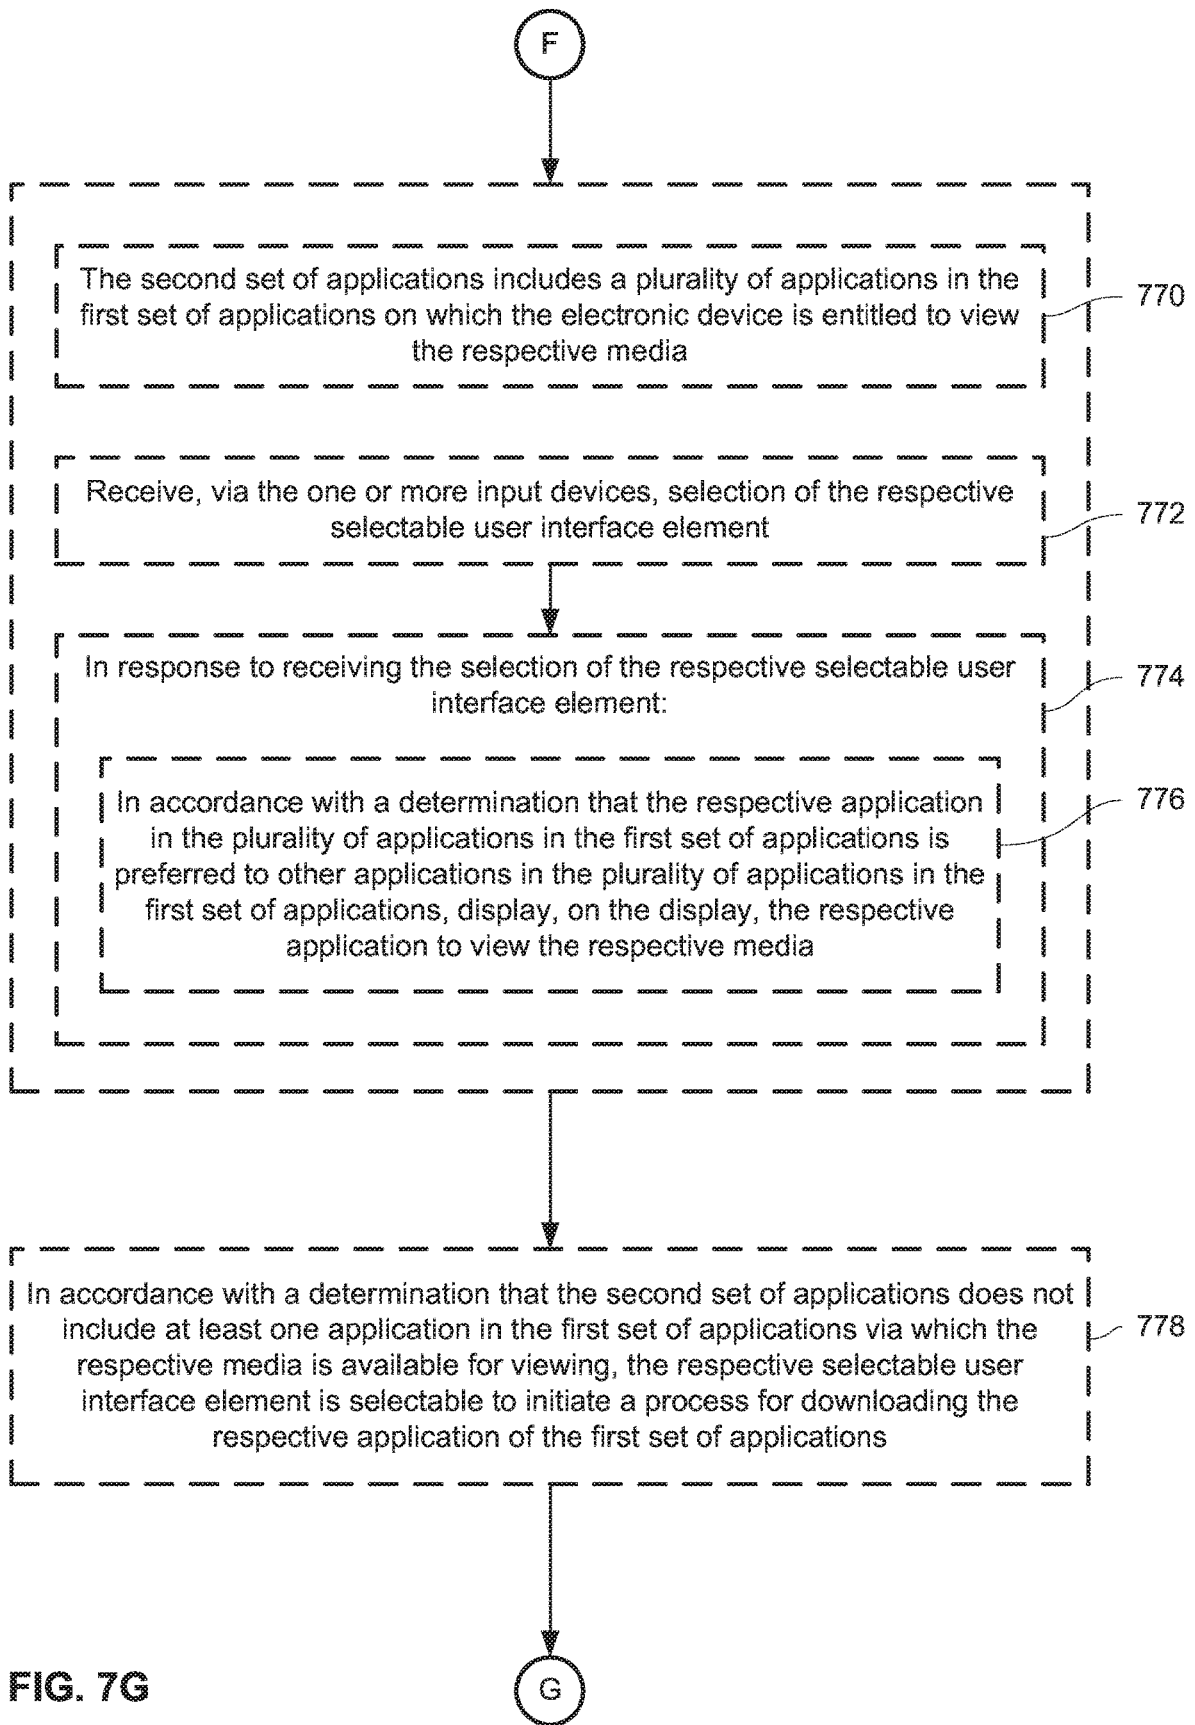 F
The second set of applications includes a plurality of applications in the
first set of applications on which the electronic device is entitled to view
the respective media
770
Receive, via the one or more input devices, selection of the respective
selectable user interface element
772
In response to receiving the selection of the respective selectable user
interface element:
774
In accordance with a determination that the respective application
in the plurality of applications in the first set of applications is
preferred to other applications in the plurality of applications in the
first set of applications, display, on the display, the respective
application to view the respective media
776
In accordance with a determination that the second set of applications does not
include at least one application in the first set of applications via which the
respective media is available for viewing, the respective selectable user
interface element is selectable to initiate a process for downloading the
respective application of the first set of applications
778
G
FIG. 7G